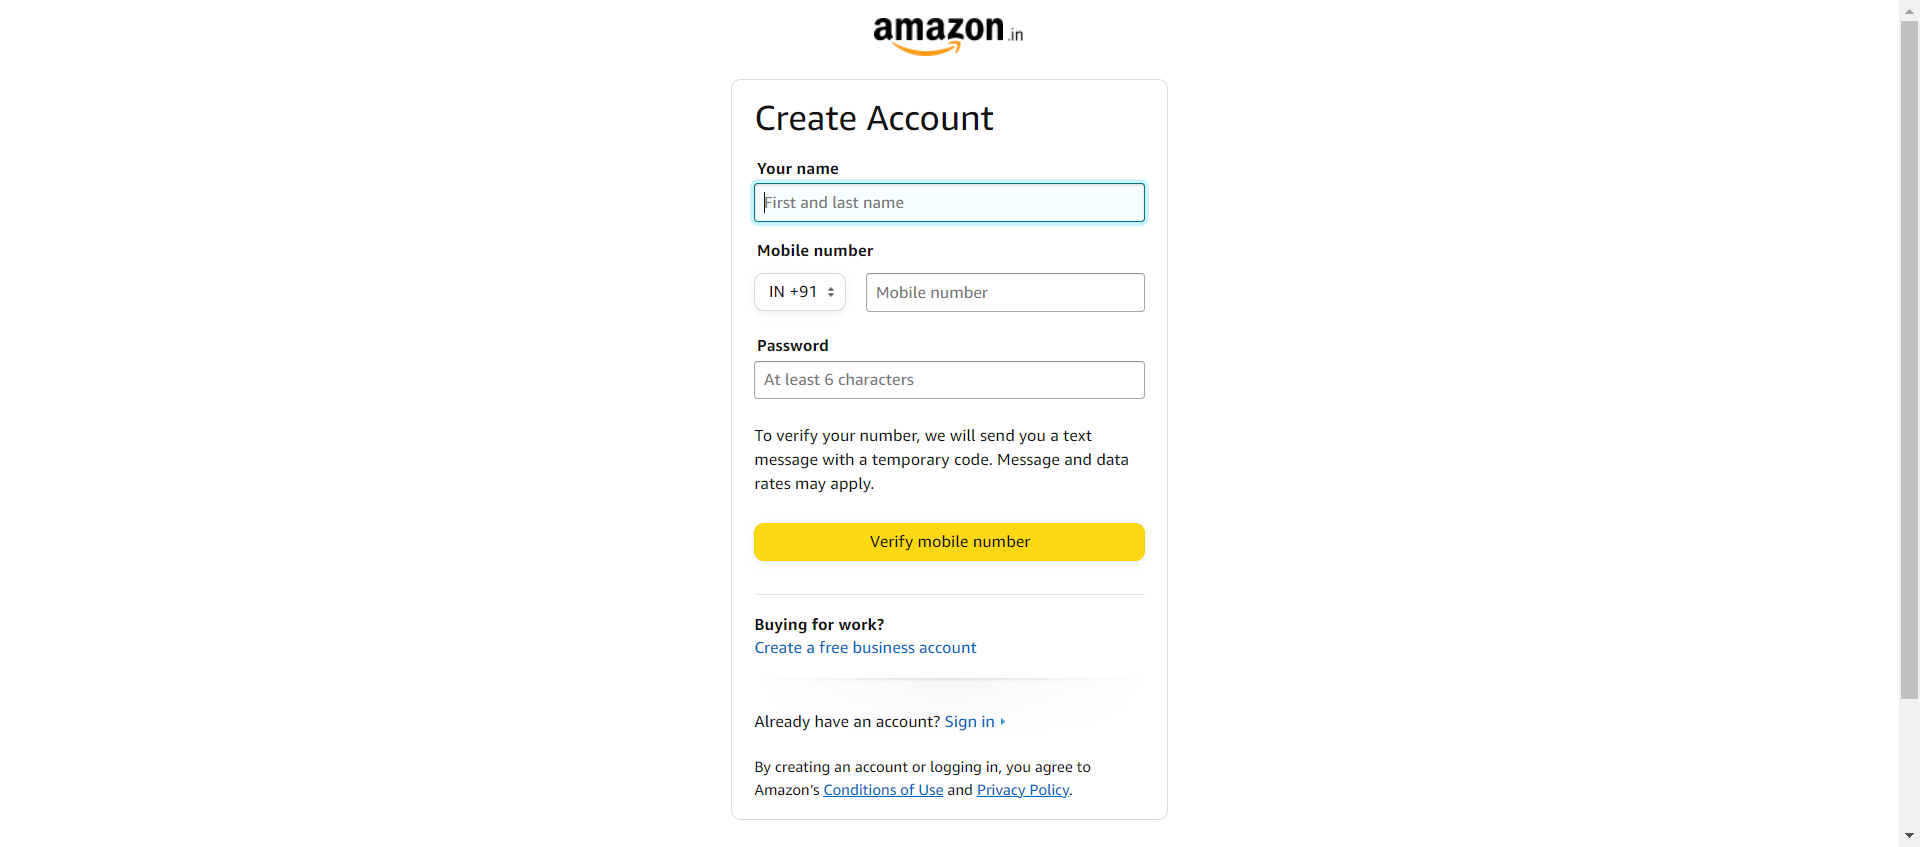 amazon.in
Create Account
Your name
First and last name
Mobile number
IN +91 Mobile number
Password
At least 6 characters
To verify your number, we will send you a text
message with a temporary code. Message and data
rates may apply.
Verify mobile number
Buying for work?
Create a free business account
Already have an account? Sign in
By creating an account or logging in, you agree to
Amazon’s Conditions of Use and Privacy Policy.